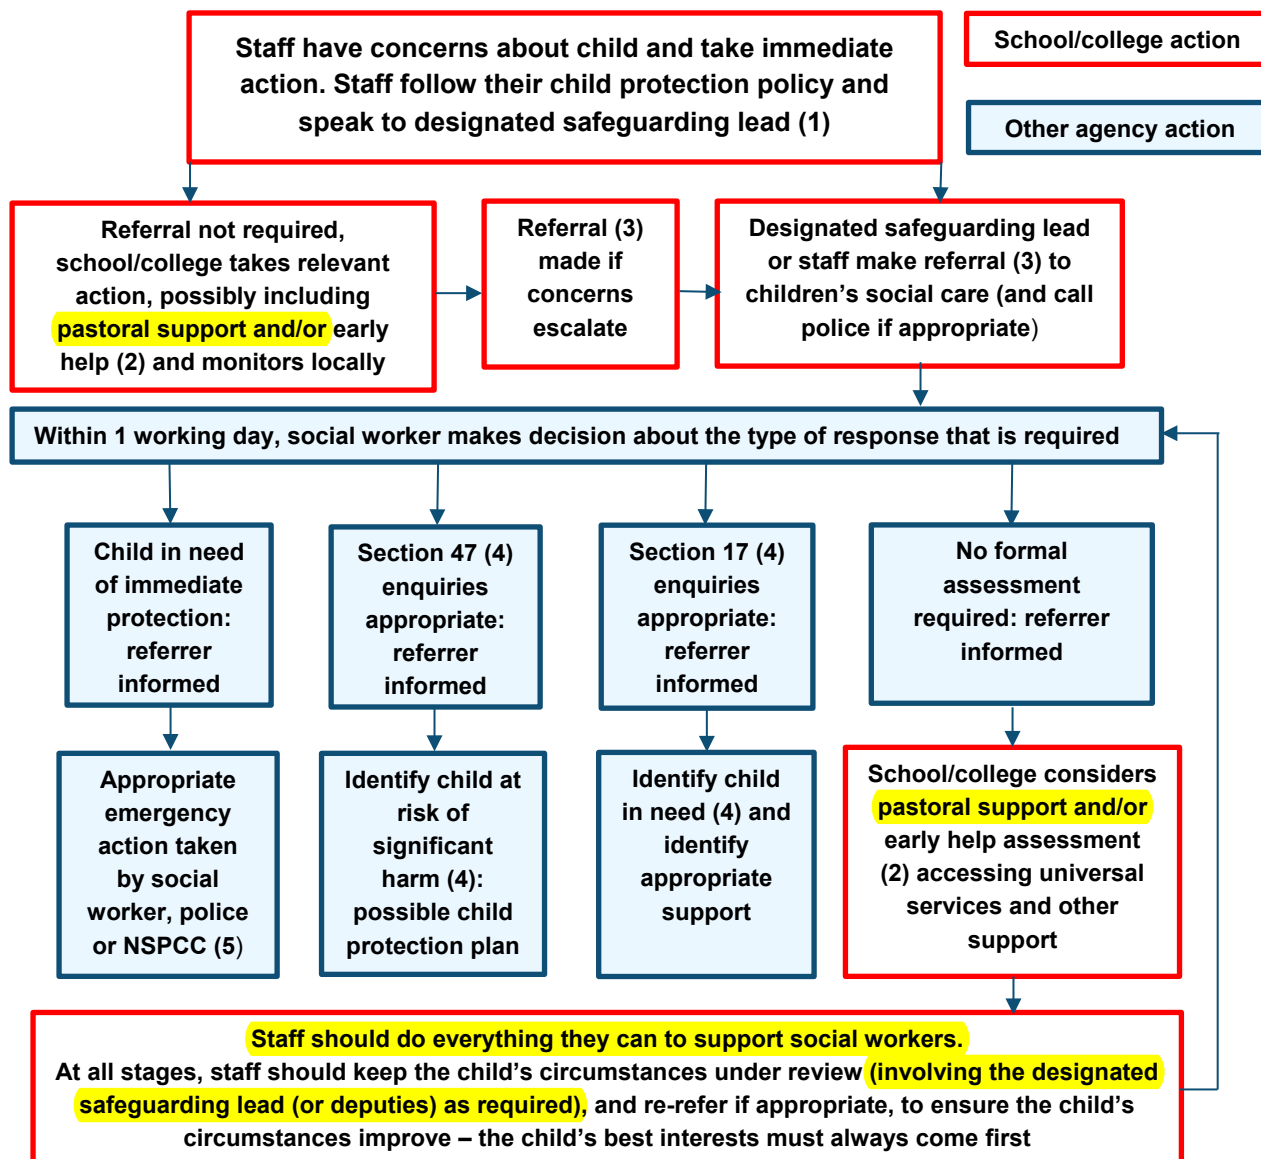 Staff have concerns about child and take immediate
action. Staff follow their child protection policy and
speak to designated safeguarding lead (1)
School/college action
Other agency action
Referral not required,
school/college takes relevant
action, possibly including
pastoral support and/or early
help (2) and monitors locally
Referral (3)
made if
concerns
escalate
Designated safeguarding lead
or staff make referral (3) to
children’s social care (and call
police if appropriate)
Within 1 working day, social worker makes decision about the type of response that is required
Child in need
of immediate
protection:
referrer
informed
Section 47 (4)
enquiries
appropriate:
referrer
informed
Section 17 (4)
enquiries
appropriate:
referrer
informed
No formal
assessment
required: referrer
informed
Appropriate
emergency
action taken
by social
worker, police
or NSPCC (5)
Identify child at
risk of
significant
harm (4):
possible child
protection plan
Identify child
in need (4) and
identify
appropriate
support
School/college considers
pastoral support and/or
early help assessment
(2) accessing universal
services and other
support
Staff should do everything they can to support social workers.
At all stages, staff should keep the child’s circumstances under review (involving the designated
safeguarding lead (or deputies) as required), and re-refer if appropriate, to ensure the child’s
circumstances improve – the child’s best interests must always come first